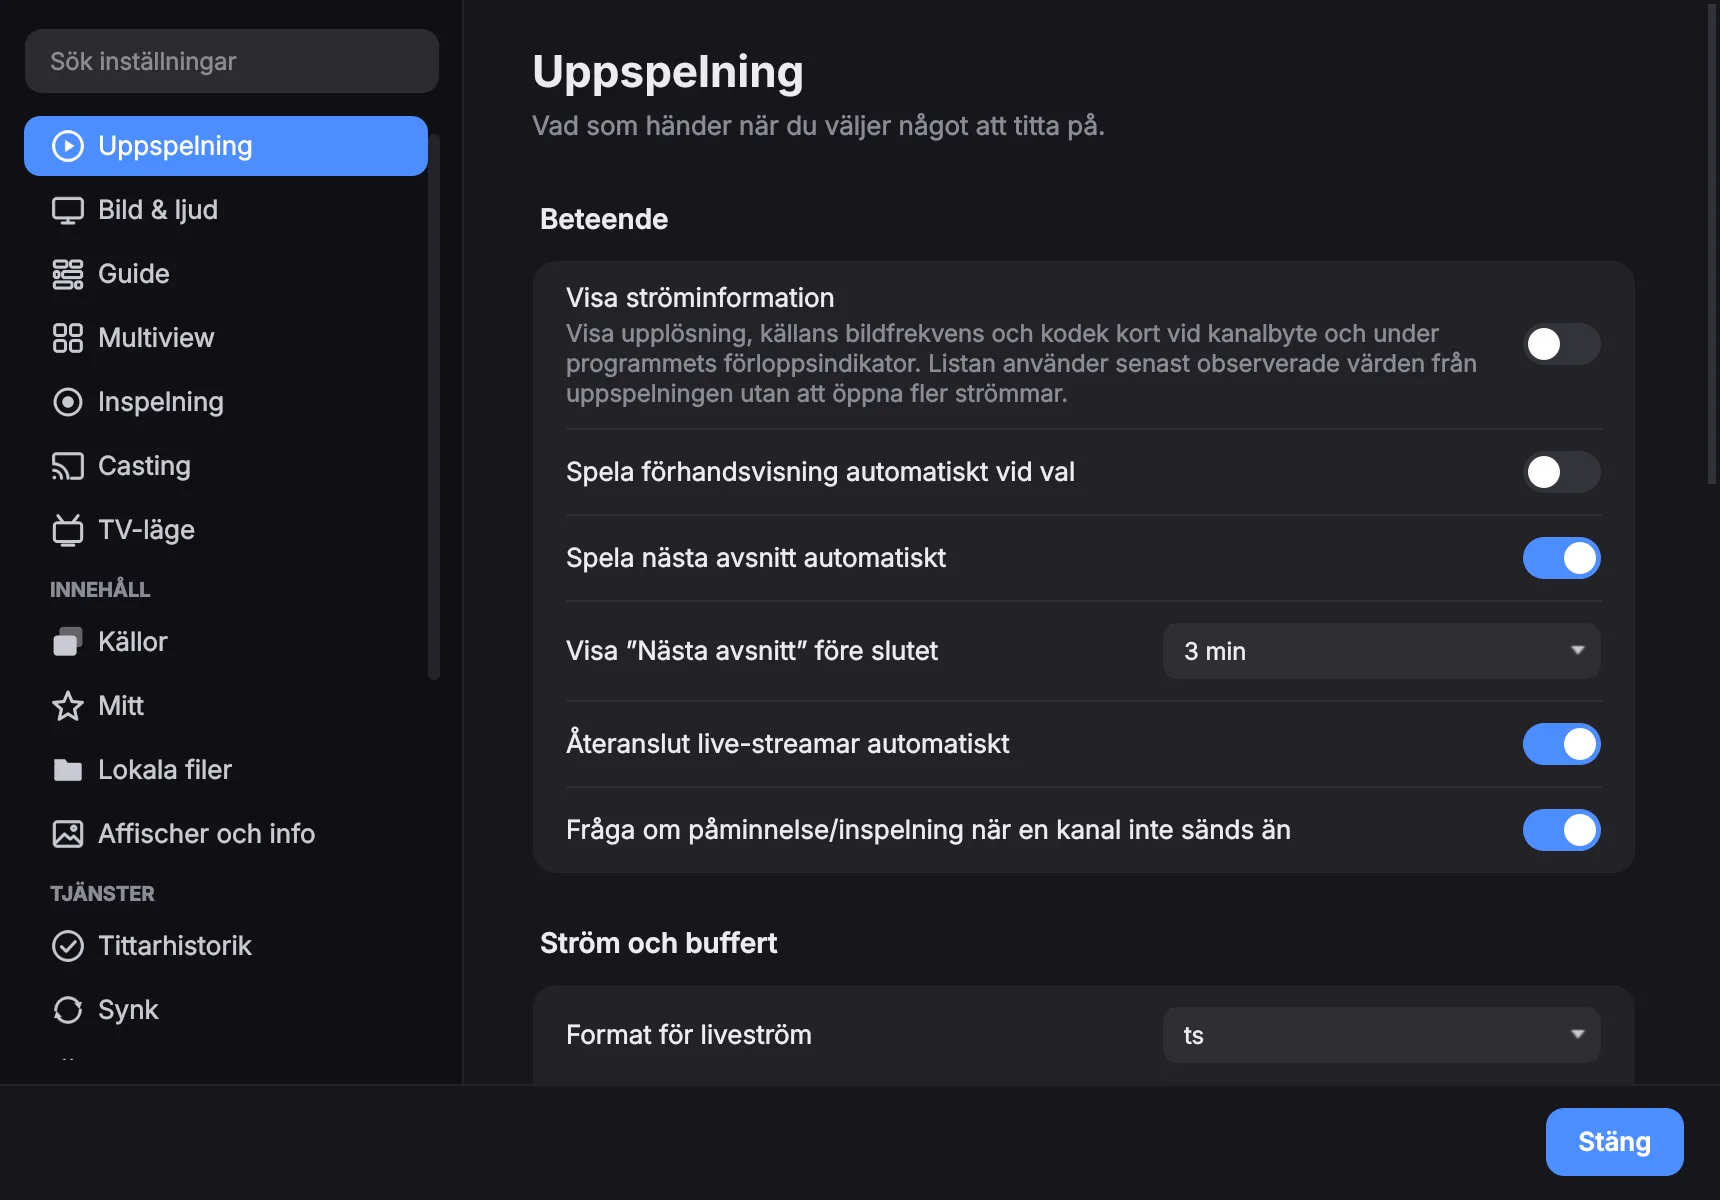 Sök inställningar
Uppspelning
Bild & ljud
Guide
Multiview
Inspelning
Casting
TV-läge
INNEHÅLL
Källor
Mitt
Lokala filer
Affischer och info
TJÄNSTER
Tittarhistorik
Synk
Uppspelning
Vad som händer när du väljer något att titta på.
Beteende
Visa ströminformation
Visa upplösning, källans bildfrekvens och kodek kort vid kanalbyte och under
programmets förloppsindikator. Listan använder senast observerade värden från
uppspelningen utan att öppna fler strömmar.
Spela förhandsvisning automatiskt vid val
Spela nästa avsnitt automatiskt
Visa ”Nästa avsnitt” före slutet
3 min
Återanslut live-streamar automatiskt
Fråga om påminnelse/inspelning när en kanal inte sänds än
Ström och buffert
Format för liveström
ts
Stäng